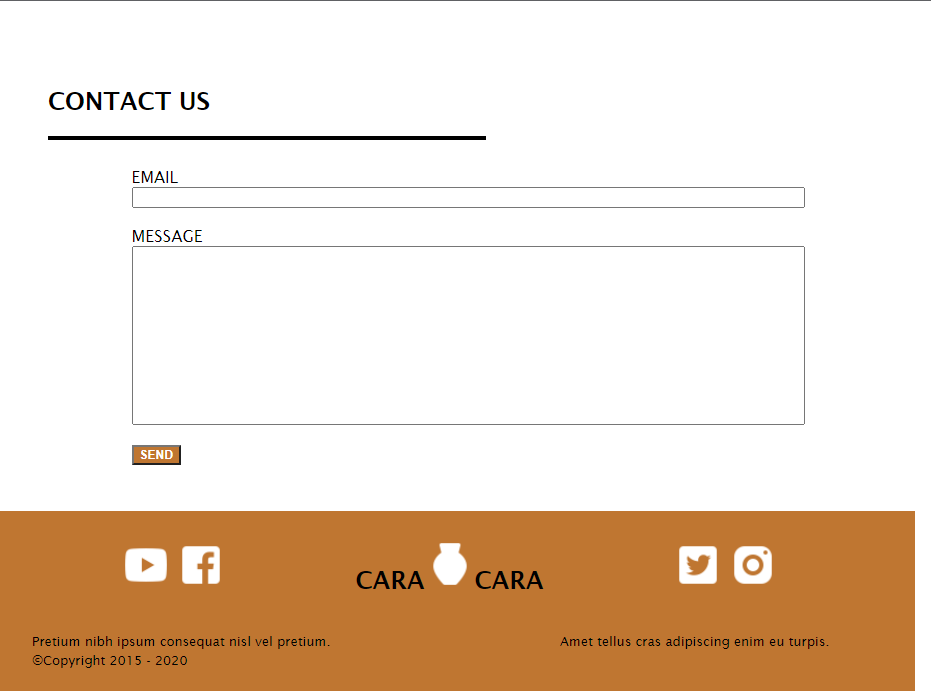 CONTACT US
EMAIL
MESSAGE
SEND
CARA CARA
Pretium nibh ipsum consequat nisl vel pretium.
©Copyright 2015 - 2020
Amet tellus cras adipiscing enim eu turpis.